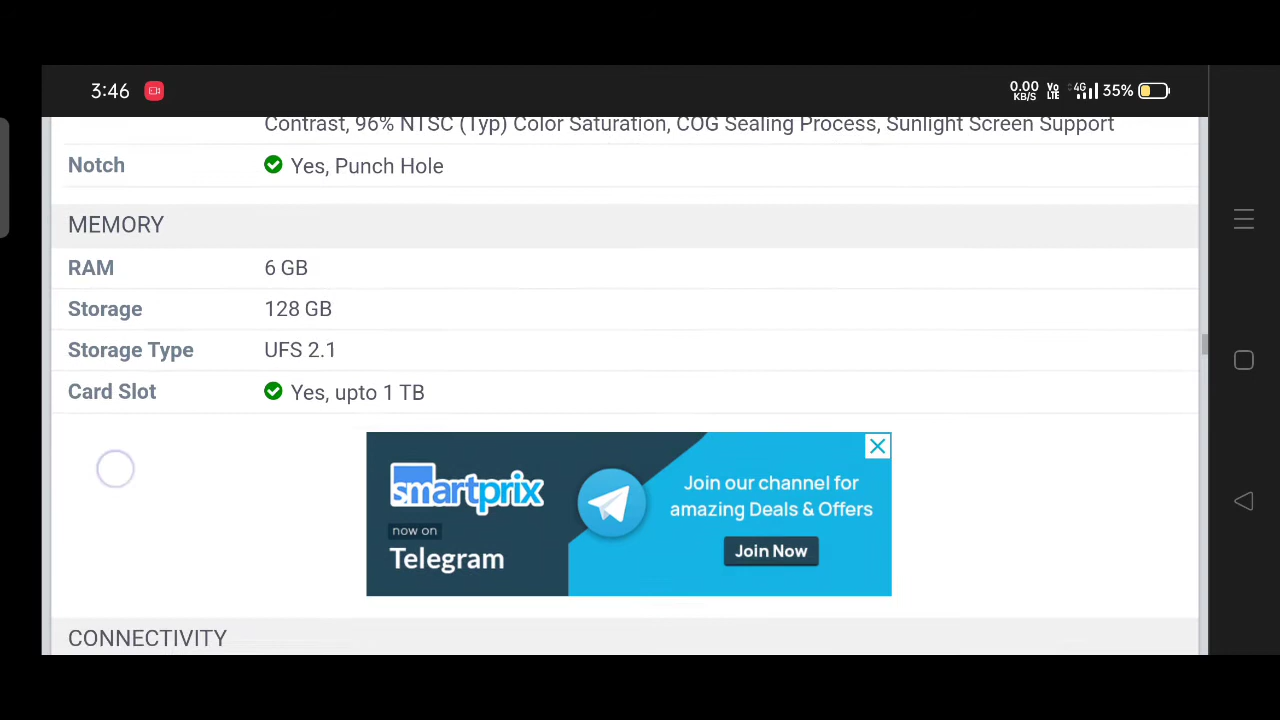 3:46
0.00 KB/S Vo LTE 4G 35%
Contrast, 96% NTSC (Typ) Color Saturation, COG Sealing Process, Sunlight Screen Support
Notch Yes, Punch Hole
MEMORY
RAM 6 GB
Storage 128 GB
Storage Type UFS 2.1
Card Slot Yes, upto 1 TB
smartprix
now on
Telegram
Join our channel for
amazing Deals & Offers
Join Now
CONNECTIVITY